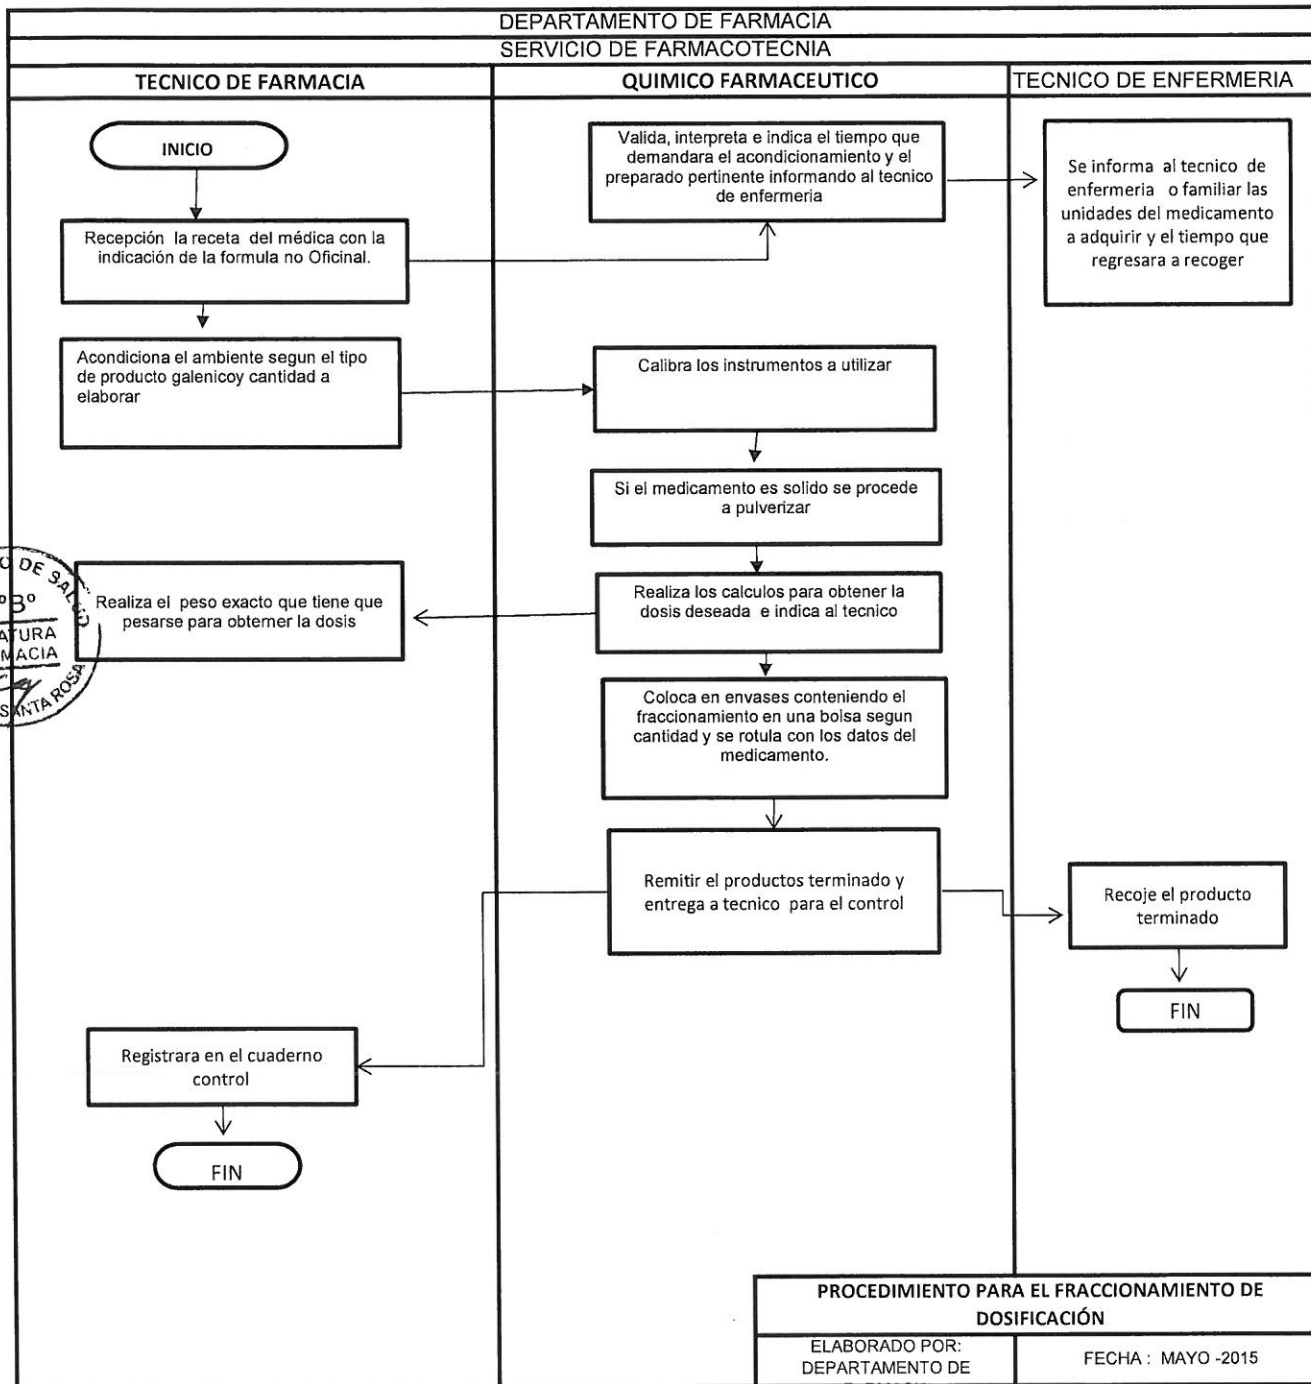 DEPARTAMENTO DE FARMACIA
SERVICIO DE FARMACOTECNIA
TECNICO DE FARMACIA
QUIMICO FARMACEUTICO
TECNICO DE ENFERMERIA
INICIO
Valida, interpreta e indica el tiempo que
demandara el acondicionamiento y el
preparado pertinente informando al tecnico
de enfermeria
Se informa al tecnico de
enfermeria o familiar las
unidades del medicamento
a adquirir y el tiempo que
regresara a recoger
Recepción la receta del médica con la
indicación de la formula no Oficinal.
Acondiciona el ambiente segun el tipo
de producto galenicoy cantidad a
elaborar
Calibra los instrumentos a utilizar
Si el medicamento es solido se procede
a pulverizar
Realiza los calculos para obtener la
dosis deseada e indica al tecnico
Realiza el peso exacto que tiene que
pesarse para obtemer la dosis
O DE SALUD
ºBº
ATURA
MACIA
SANTA ROSA
Coloca en envases conteniendo el
fraccionamiento en una bolsa segun
cantidad y se rotula con los datos del
medicamento.
Remitir el productos terminado y
entrega a tecnico para el control
Recoje el producto
terminado
FIN
Registrara en el cuaderno
control
FIN
PROCEDIMIENTO PARA EL FRACCIONAMIENTO DE
DOSIFICACIÓN
ELABORADO POR:
DEPARTAMENTO DE
FECHA : MAYO -2015